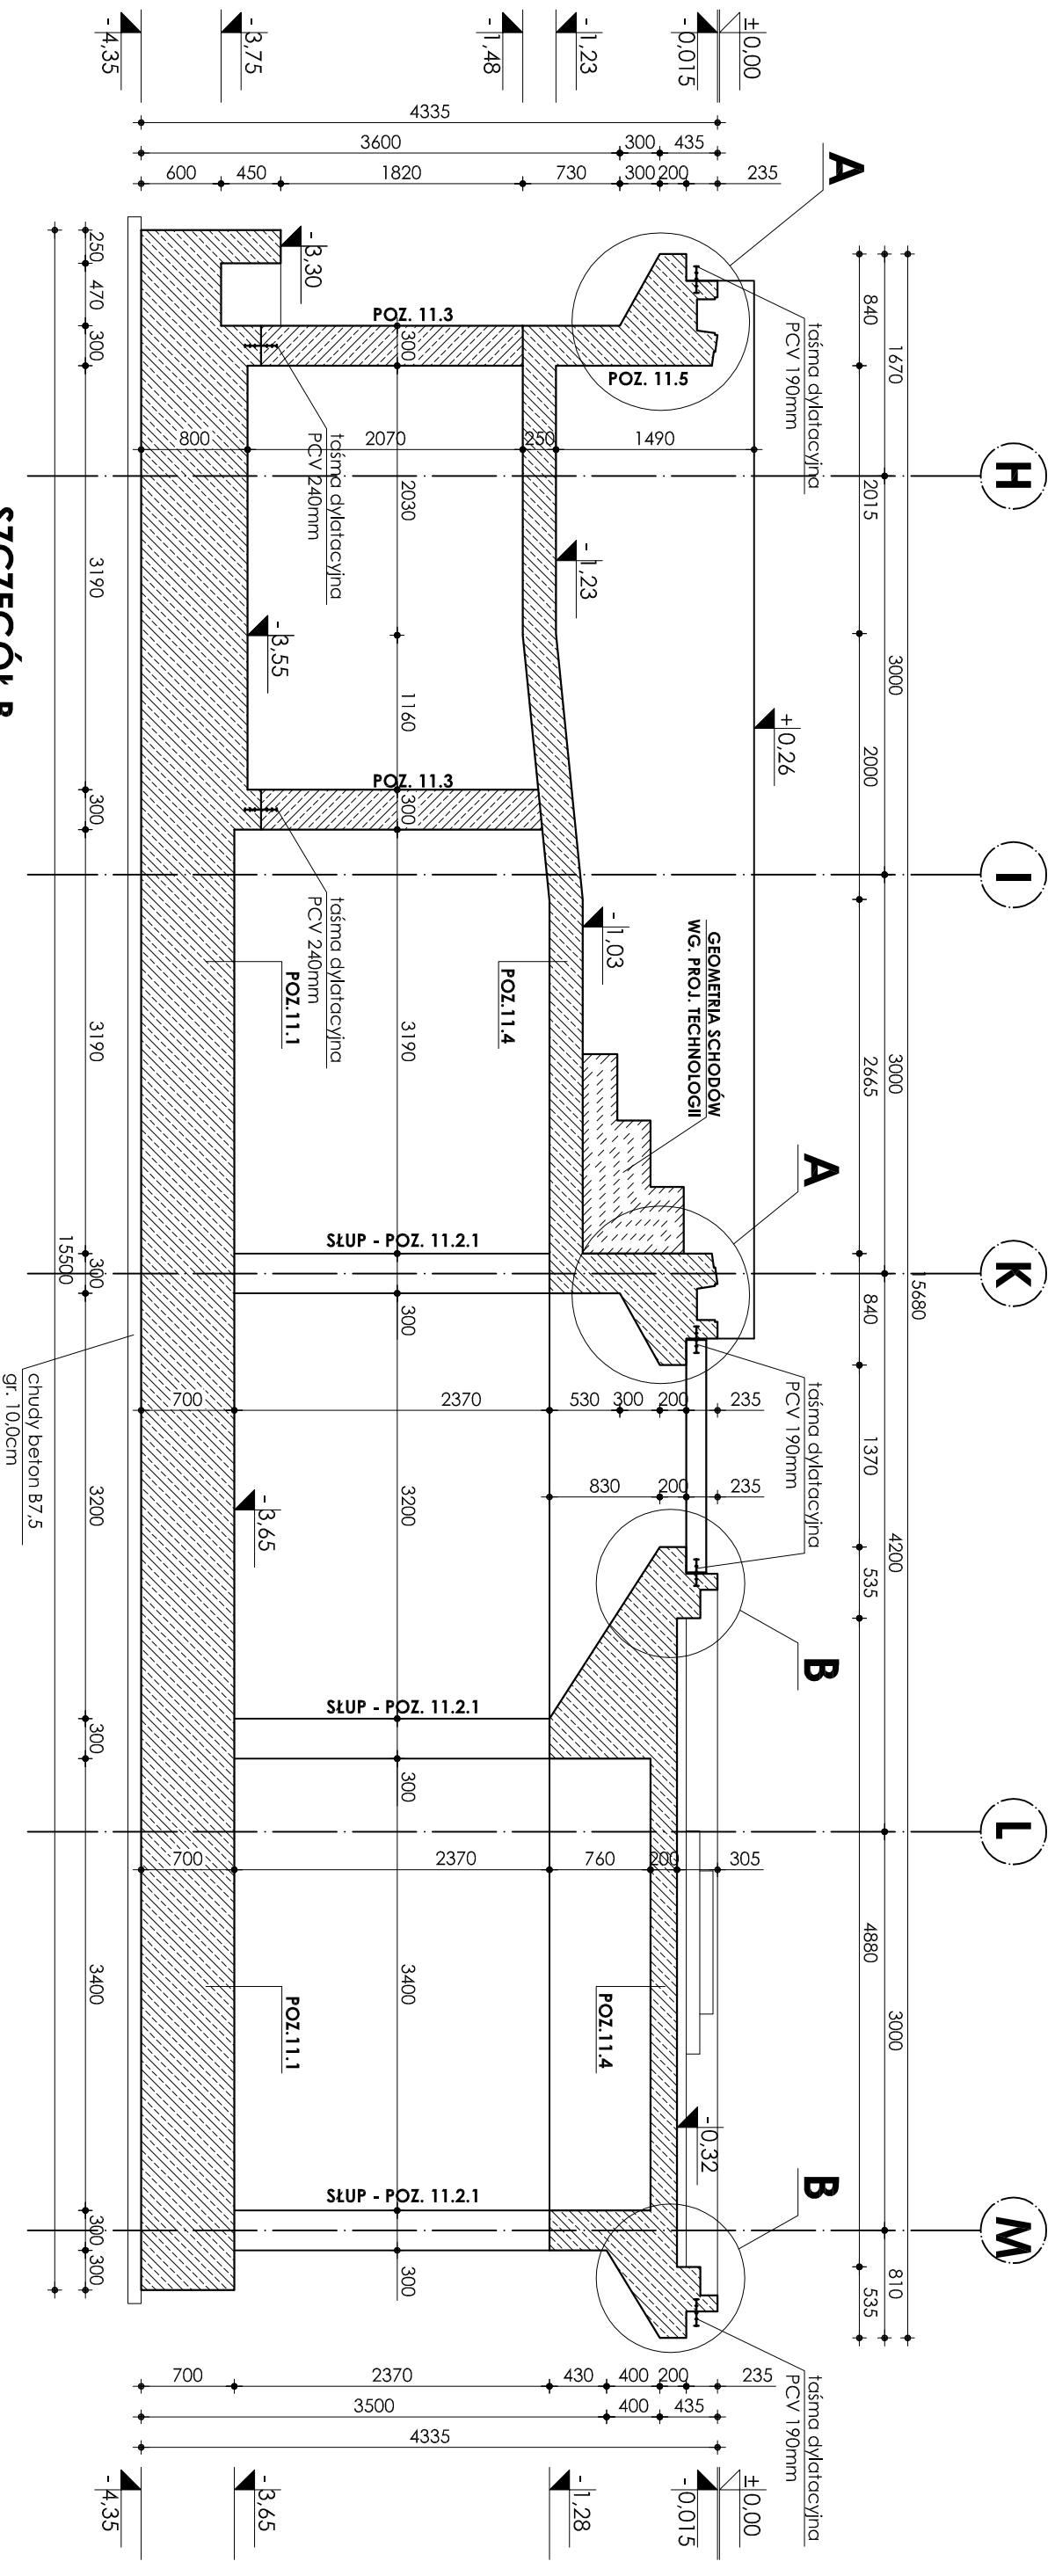 H
I
K
L
M
15680
1670
3000
3000
4200
3000
810
840
2015
2000
2665
840
1370
535
4880
535
A
A
B
B
taśma dylatacyjna
PCV 190mm
taśma dylatacyjna
PCV 190mm
taśma dylatacyjna
PCV 190mm
±0,00
-0,015
-1,23
-1,48
-3,75
-4,35
4335
435
300
3600
235
200
300
730
1820
450
600
+0,26
-1,23
-1,03
-0,32
GEOMETRIA SCHODÓW
WG. PROJ. TECHNOLOGII
POZ. 11.5
POZ. 11.3
POZ. 11.3
POZ.11.4
POZ.11.4
1490
250
2070
800
235
200
300
530
2370
700
235
200
830
305
200
760
2370
700
-3,30
taśma dylatacyjna
PCV 240mm
taśma dylatacyjna
PCV 240mm
SŁUP - POZ. 11.2.1
SŁUP - POZ. 11.2.1
SŁUP - POZ. 11.2.1
300
2030
1160
300
3190
300
3200
300
3400
300
-3,55
-3,65
POZ.11.1
POZ.11.1
250
470
300
3190
300
3190
300
3200
300
3400
300
300
15500
chudy beton B7,5
gr. 10,0cm
235
200
400
430
2370
700
435
400
3500
4335
±0,00
-0,015
-1,28
-3,65
-4,35
SZCZEGÓŁ B